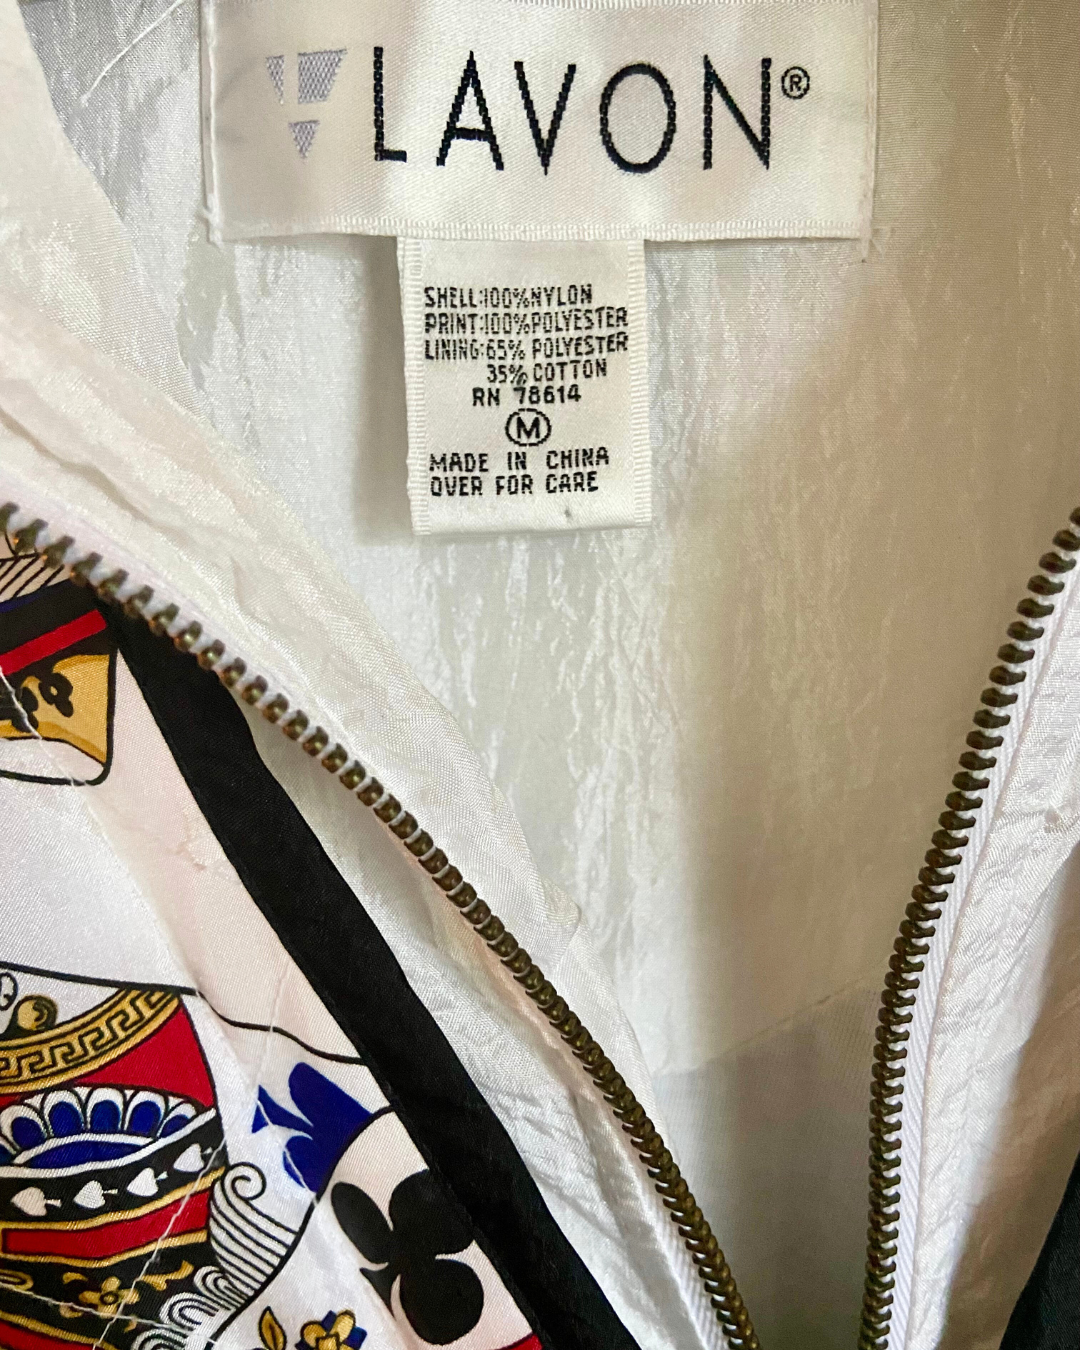 LAVON®
SHELL:100%NYLON
PRINT:100%POLYESTER
LINING:65% POLYESTER
35% COTTON
RN 78614
M
MADE IN CHINA
OVER FOR CARE